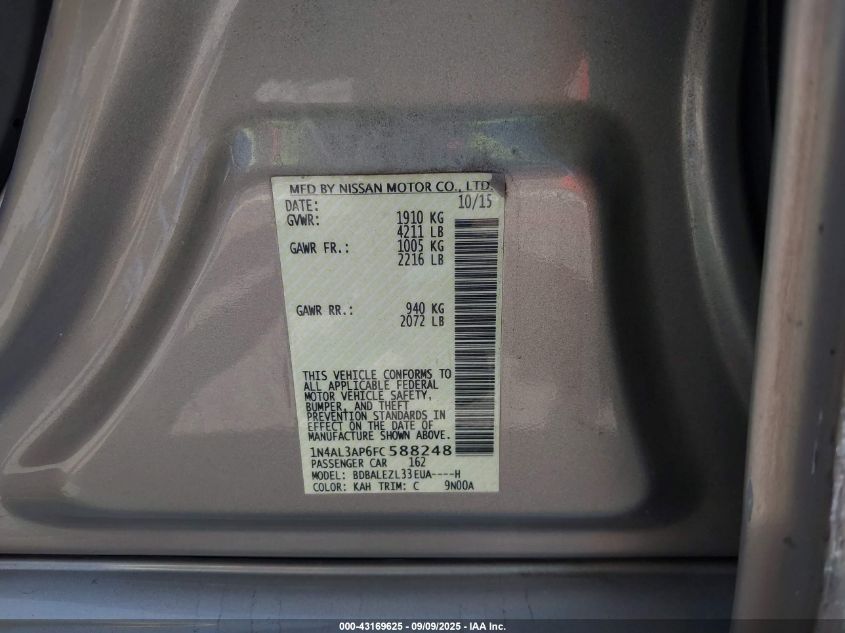 MFD BY NISSAN MOTOR CO., LTD.
DATE: 10/15
GVWR: 1910 KG
4211 LB
GAWR FR.: 1005 KG
2216 LB
GAWR RR.: 940 KG
2072 LB
THIS VEHICLE CONFORMS TO
ALL APPLICABLE FEDERAL
MOTOR VEHICLE SAFETY,
BUMPER, AND THEFT
PREVENTION STANDARDS IN
EFFECT ON THE DATE OF
MANUFACTURE SHOWN ABOVE.
1N4AL3AP6FC588248
PASSENGER CAR 162
MODEL: BDBALEZL33EUA----H
COLOR: KAH TRIM: C 9N00A
000-43169625 - 09/09/2025 - IAA Inc.